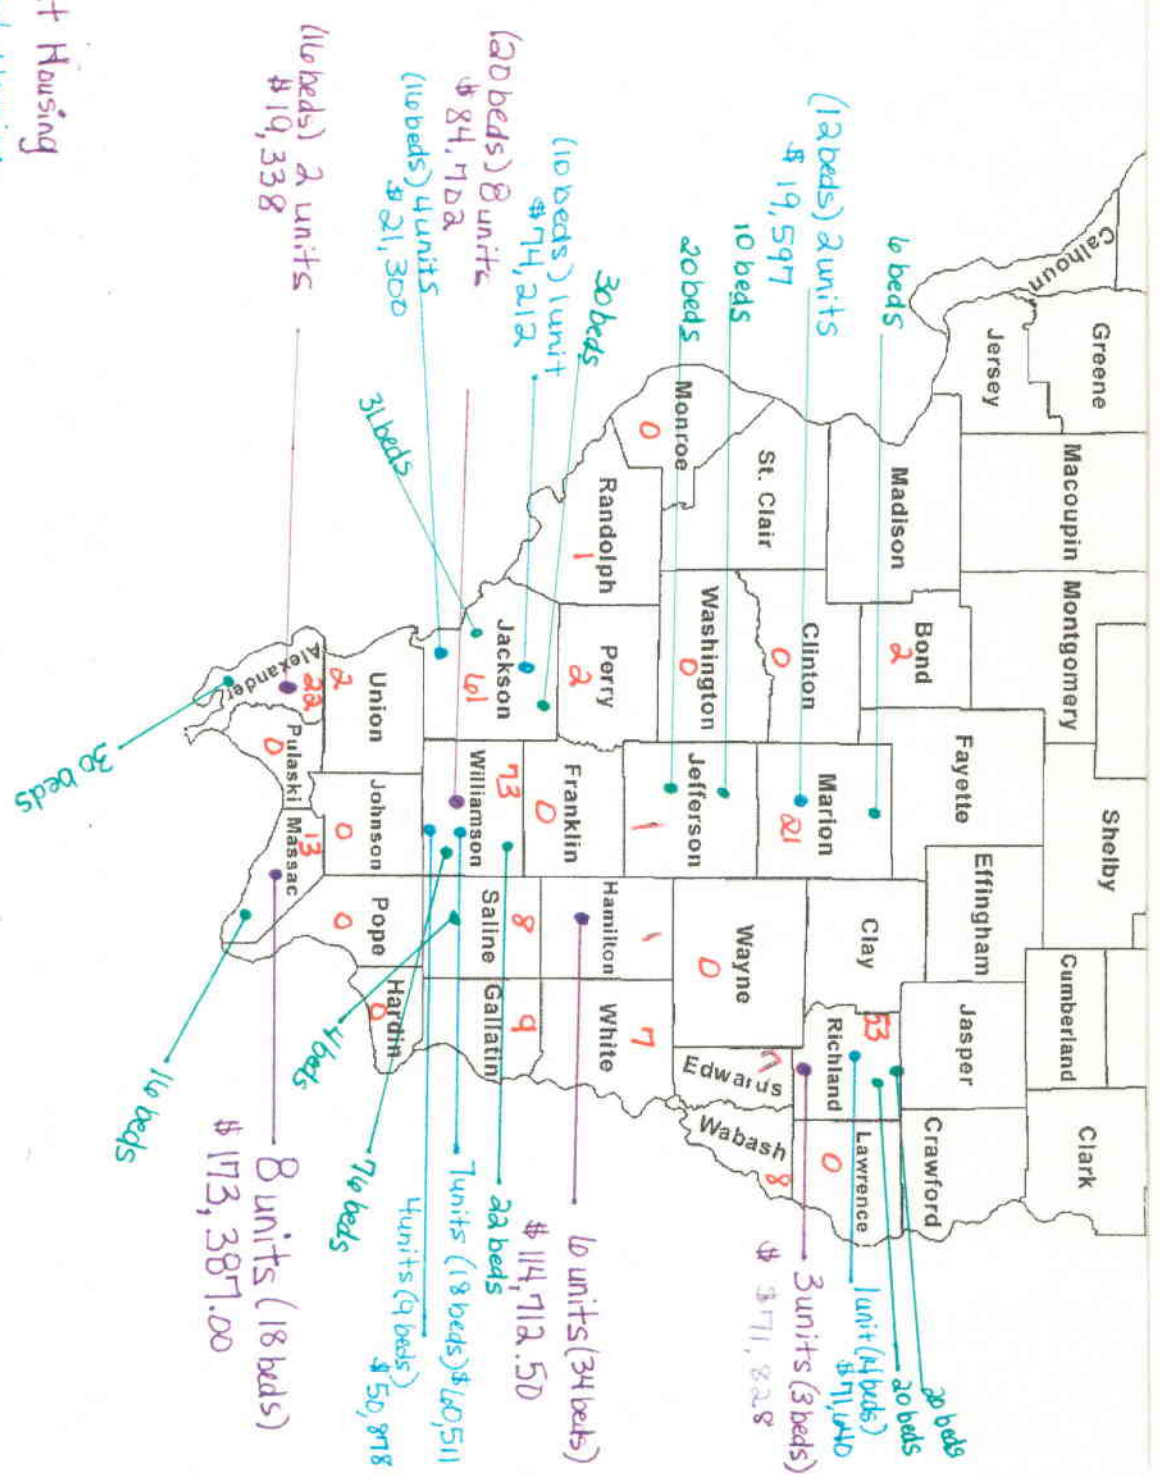 t Housing
Calhoun
Greene
Jersey
Macoupin
Montgomery
Shelby
Cumberland
Clark
Madison
Bond
2
Fayette
Effingham
Jasper
Crawford
St. Clair
Clinton
0
Marion
21
Clay
Richland
53
Lawrence
0
Monroe
0
Washington
0
Jefferson
1
Wayne
0
Edwards
7
Wabash
8
Randolph
1
Perry
2
Franklin
0
Hamilton
1
White
7
Jackson
61
Williamson
73
Saline
8
Gallatin
9
Union
2
Johnson
0
Pope
0
Hardin
0
Alexander
22
Pulaski
0
Massac
13
6 beds
(12 beds) 2 units
$ 19,597
10 beds
20 beds
30 beds
(10 beds) 1 unit
$74,212
(20 beds) 8 units
$ 84,702
(16 beds) 4 units
$21,300
31 beds
(16 beds) 2 units
$ 19,338
30 beds
16 beds
8 units (18 beds)
$ 173,387.00
4 beds
76 beds
4 units (9 beds)
$50,878
7 units (18 beds) $60,511
22 beds
6 units (34 beds)
$ 114,712.50
3 units (3 beds)
$ $71,828
1 unit (14 beds)
$71,640
20 beds
20 beds